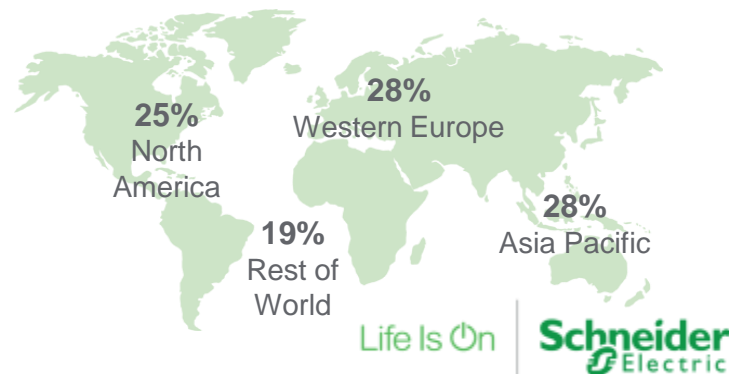 25%
North
America
28%
Western Europe
19%
Rest of
World
28%
Asia Pacific
Life Is On
Schneider
Electric